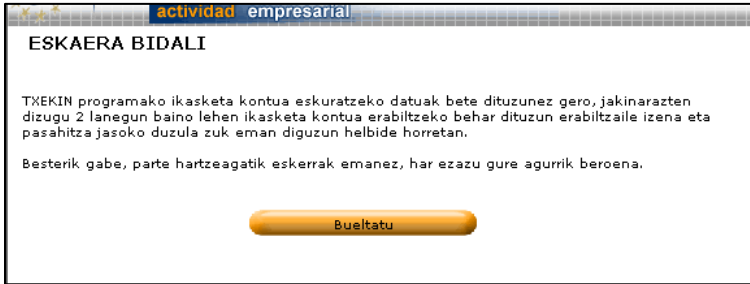 actividad empresarial
ESKAERA BIDALI
TXEKIN programako ikasketa kontua eskuratzeko datuak bete dituzunez gero, jakinarazten
dizugu 2 lanegun baino lehen ikasketa kontua erabiltzeko behar dituzun erabiltzaile izena eta
pasahitza jasoko duzula zuk eman diguzun helbide horretan.
Besterik gabe, parte hartzeagatik eskerrak emanez, har ezazu gure agurrik beroena.
Bueltatu